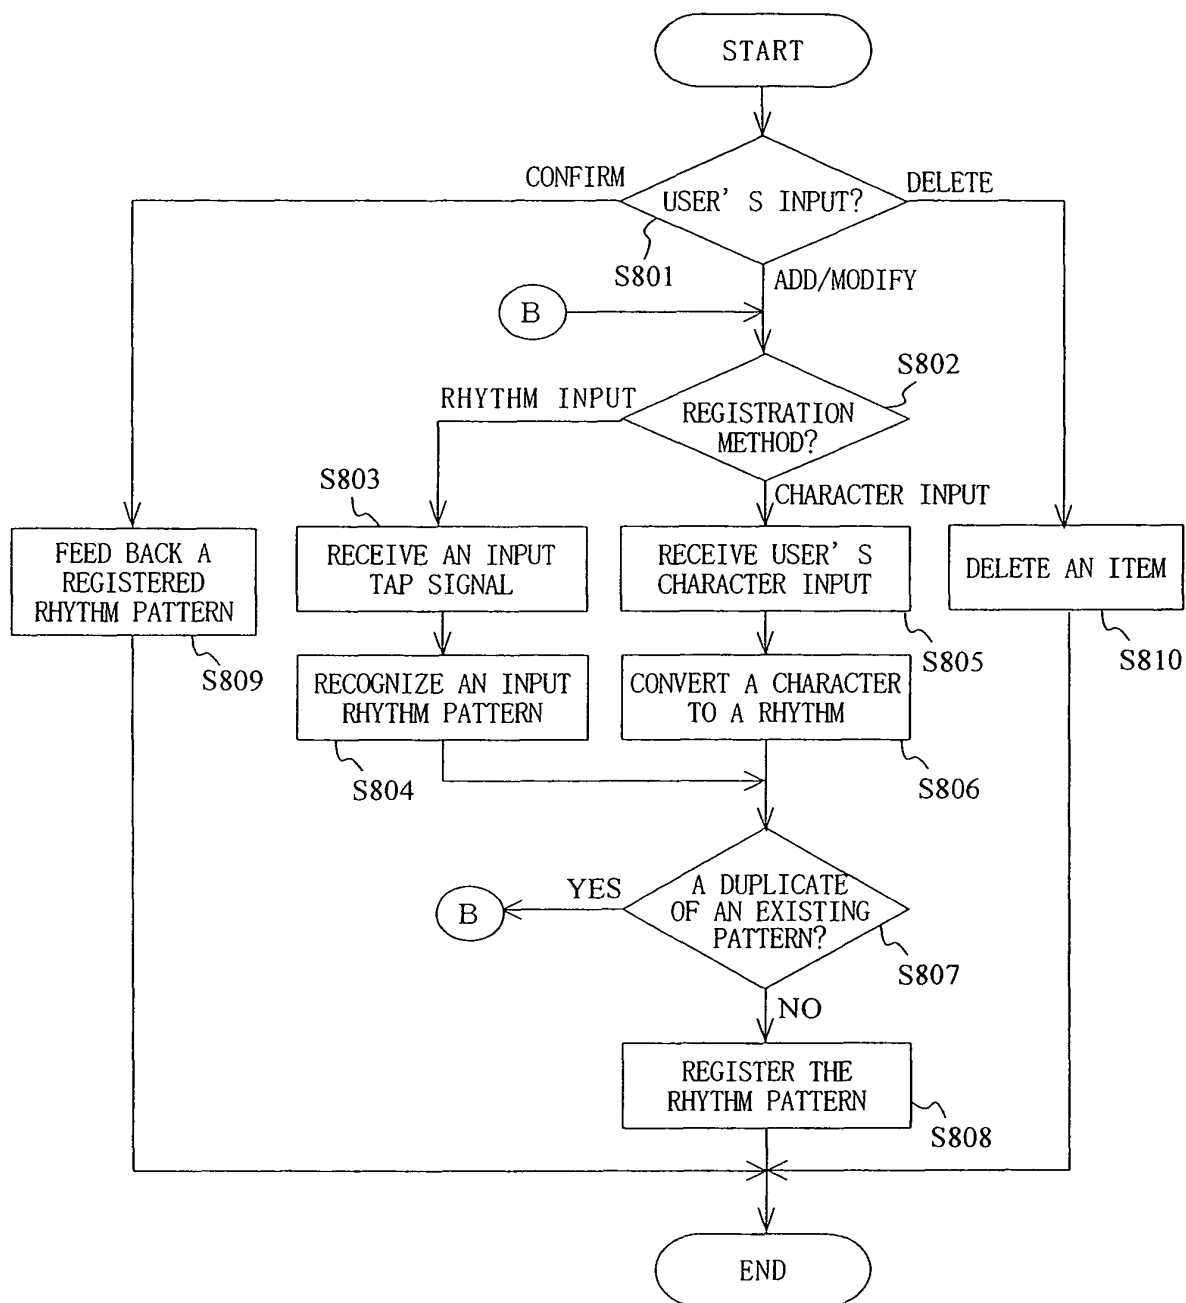 START
CONFIRM
USER' S INPUT?
DELETE
S801
ADD/MODIFY
B
S802
RHYTHM INPUT
REGISTRATION
METHOD?
S803
CHARACTER INPUT
FEED BACK A
REGISTERED
RHYTHM PATTERN
RECEIVE AN INPUT
TAP SIGNAL
RECEIVE USER' S
CHARACTER INPUT
DELETE AN ITEM
S809
S805
S810
RECOGNIZE AN INPUT
RHYTHM PATTERN
CONVERT A CHARACTER
TO A RHYTHM
S804
S806
YES
B
A DUPLICATE
OF AN EXISTING
PATTERN?
S807
NO
REGISTER THE
RHYTHM PATTERN
S808
END